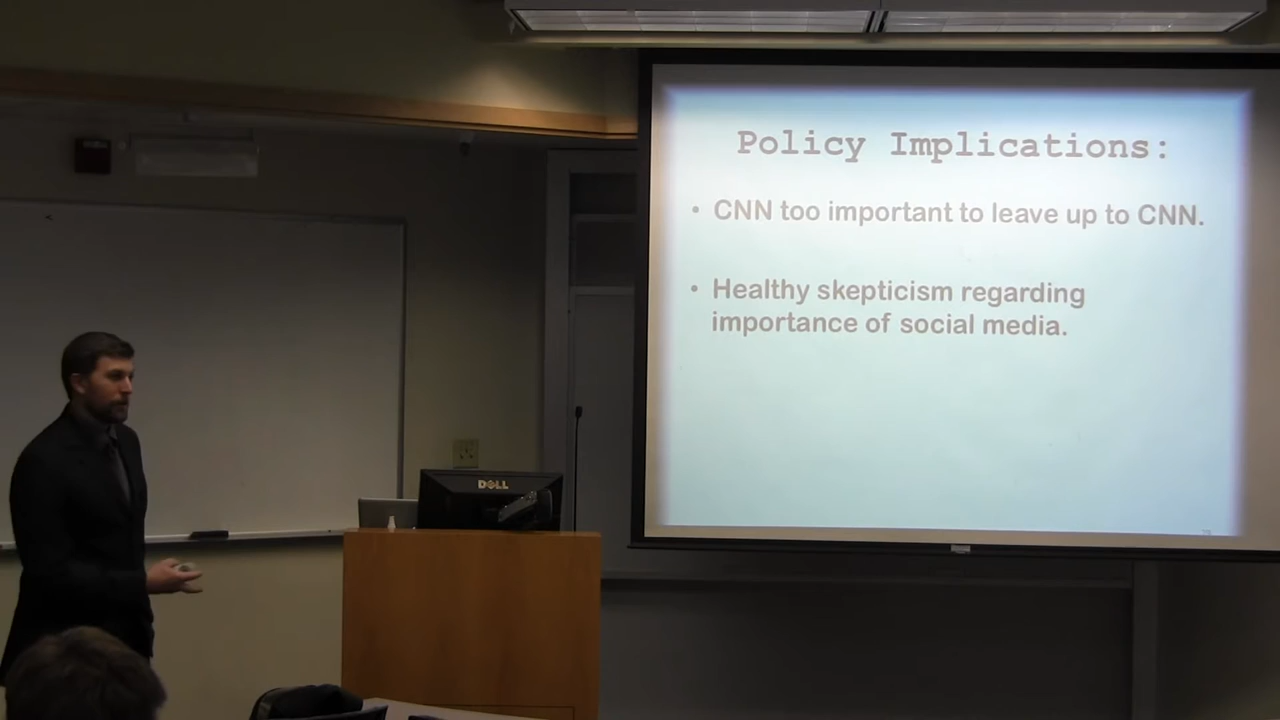 Policy Implications:
• CNN too important to leave up to CNN.
• Healthy skepticism regarding
importance of social media.
DELL